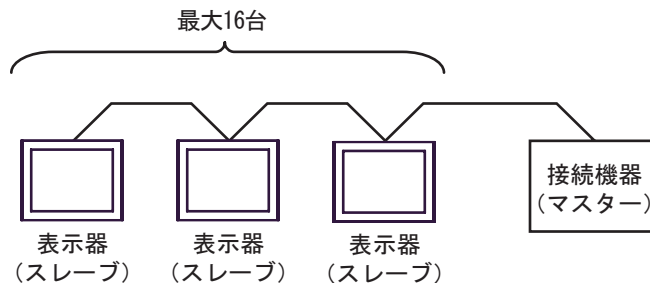 最大16台
表示器
(スレーブ)
表示器
(スレーブ)
表示器
(スレーブ)
接続機器
(マスター)